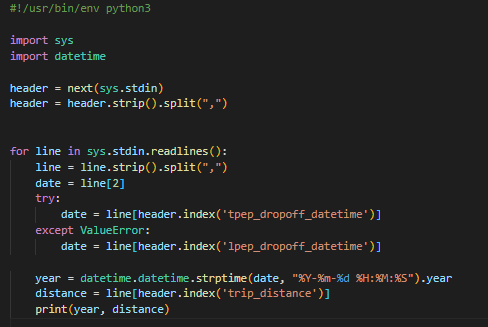 #!/usr/bin/env python3
import sys
import datetime
header = next(sys.stdin)
header = header.strip().split(",")
for line in sys.stdin.readlines():
    line = line.strip().split(",")
    date = line[2]
    try:
        date = line[header.index('tpep_dropoff_datetime')]
    except ValueError:
        date = line[header.index('lpep_dropoff_datetime')]
    year = datetime.datetime.strptime(date, "%Y-%m-%d %H:%M:%S").year
    distance = line[header.index('trip_distance')]
    print(year, distance)